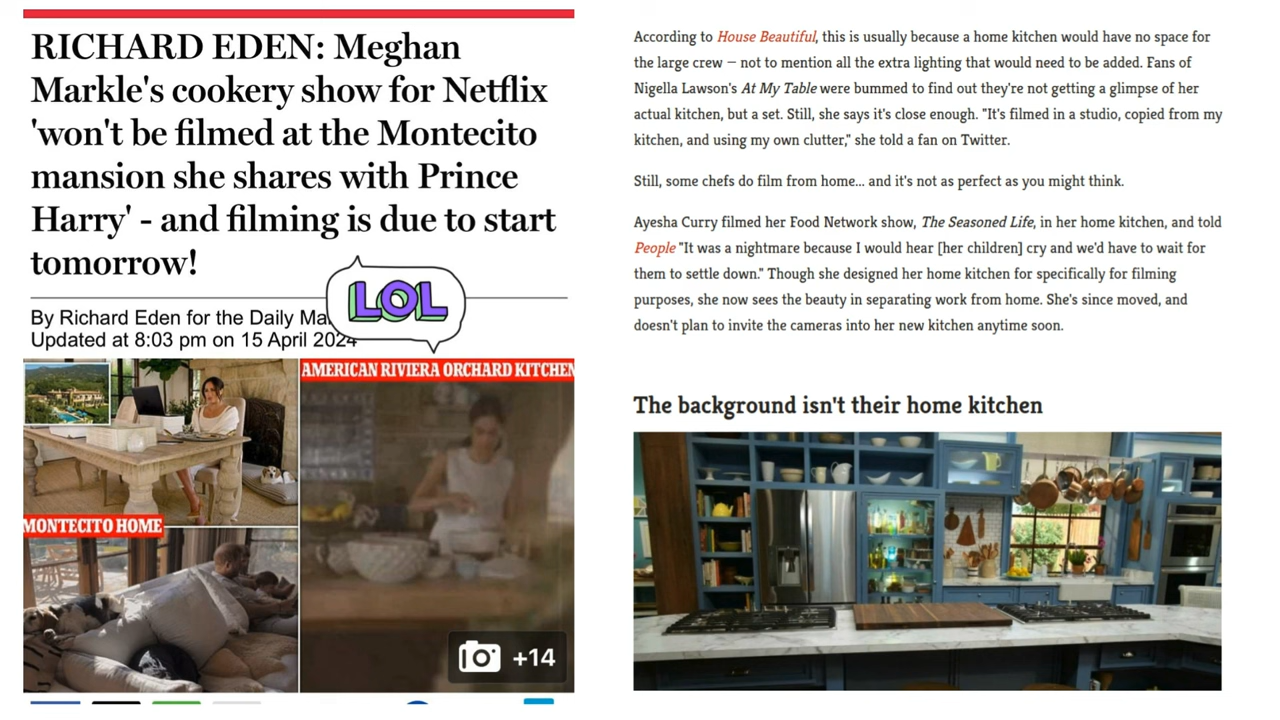 RICHARD EDEN: Meghan
Markle's cookery show for Netflix
'won't be filmed at the Montecito
mansion she shares with Prince
Harry' - and filming is due to start
tomorrow!
LOL
By Richard Eden for the Daily Ma
Updated at 8:03 pm on 15 April 2024
AMERICAN RIVIERA ORCHARD KITCHEN
MONTECITO HOME
+14
According to House Beautiful, this is usually because a home kitchen would have no space for
the large crew – not to mention all the extra lighting that would need to be added. Fans of
Nigella Lawson's At My Table were bummed to find out they're not getting a glimpse of her
actual kitchen, but a set. Still, she says it's close enough. "It's filmed in a studio, copied from my
kitchen, and using my own clutter," she told a fan on Twitter.
Still, some chefs do film from home... and it's not as perfect as you might think.
Ayesha Curry filmed her Food Network show, The Seasoned Life, in her home kitchen, and told
People "It was a nightmare because I would hear [her children] cry and we'd have to wait for
them to settle down." Though she designed her home kitchen for specifically for filming
purposes, she now sees the beauty in separating work from home. She's since moved, and
doesn't plan to invite the cameras into her new kitchen anytime soon.
The background isn't their home kitchen